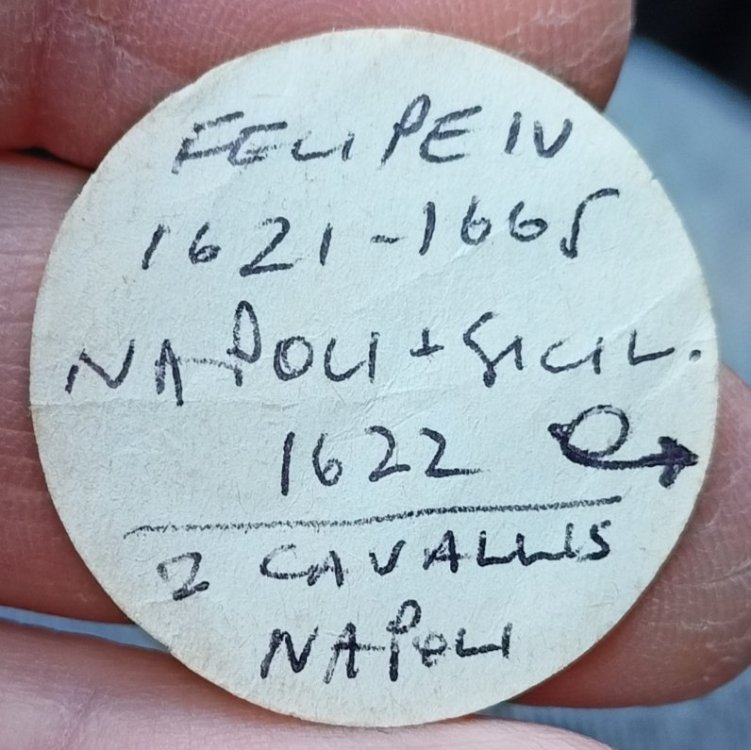 FELIPE IV
1621-1665
NAPOLI + SICIL.
1622
2 CAVALLIS
NAPOLI